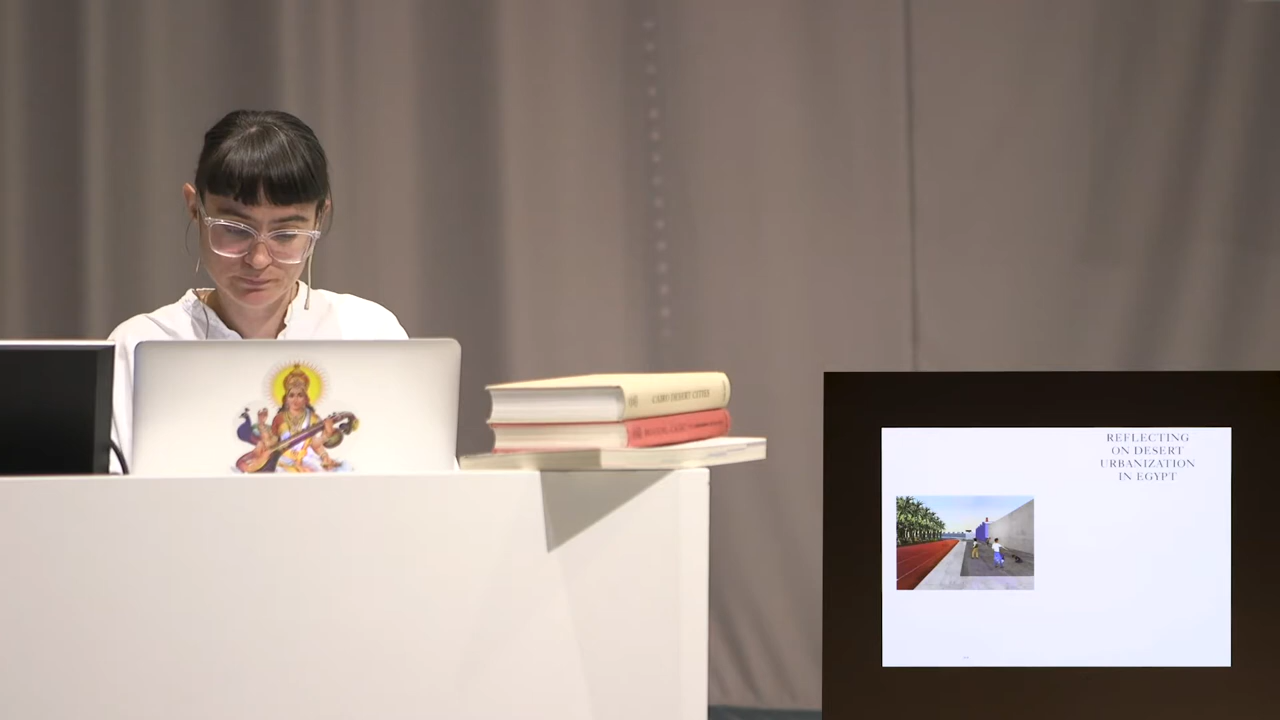 CAIRO DESERT CITIES
REFLECTING
ON DESERT
URBANIZATION
IN EGYPT